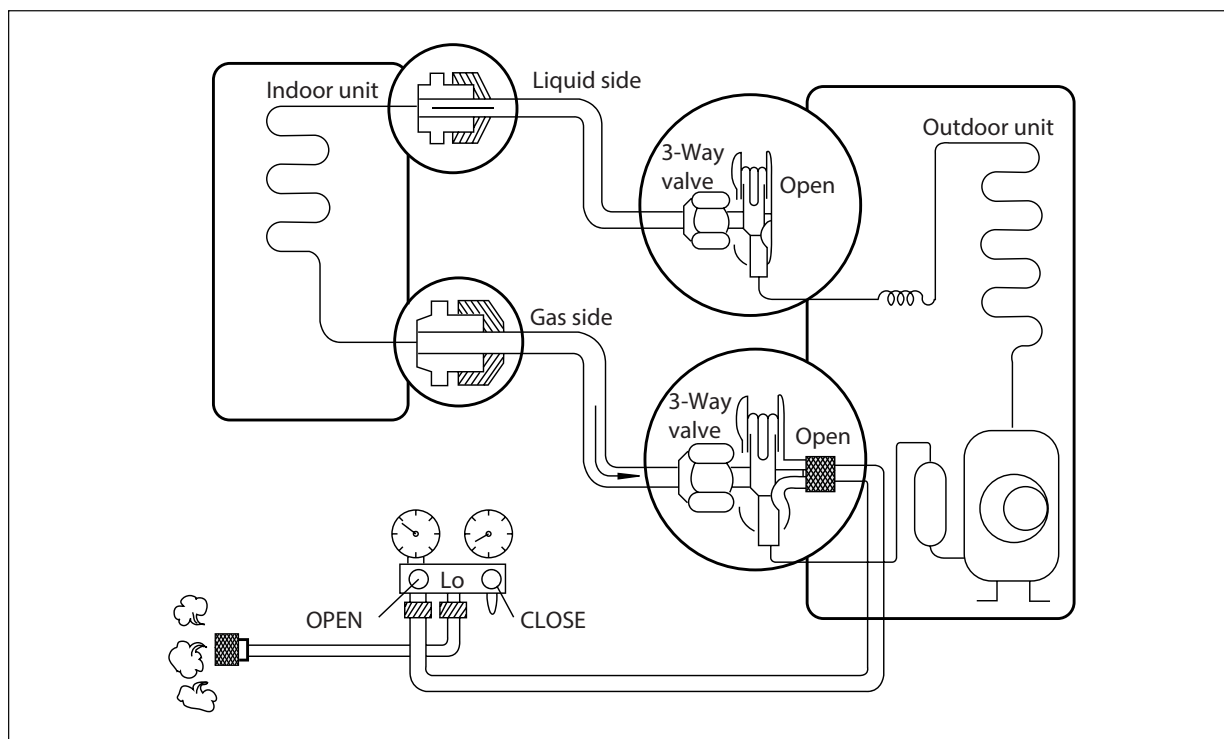 Indoor unit
Liquid side
Outdoor unit
3-Way
valve
Open
Gas side
3-Way
valve
Open
Lo
OPEN
CLOSE